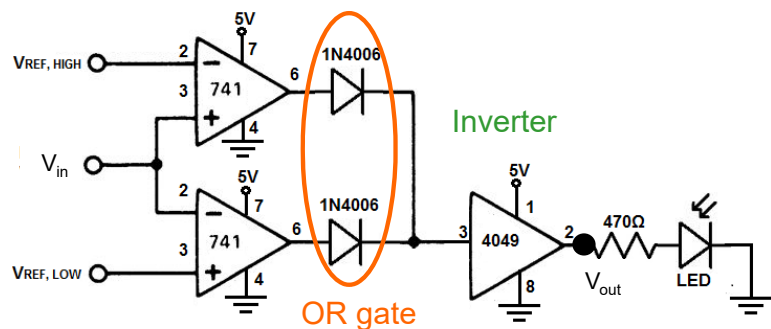 5V
7
2
VREF, HIGH
−
741
6
1N4006
3
+
4
Inverter
Vin
5V
7
2
−
1N4006
6
741
3
+
4
VREF, LOW
OR gate
5V
1
3
4049
2
470Ω
8
Vout
LED